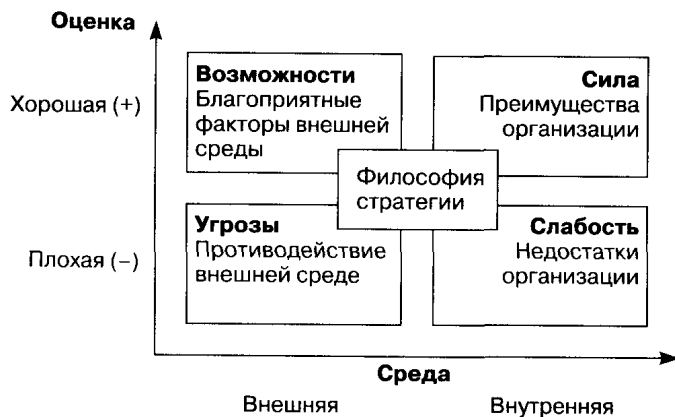 Оценка
Хорошая (+)
Возможности
Благоприятные
факторы внешней
среды
Сила
Преимущества
организации
Философия
стратегии
Плохая (−)
Угрозы
Противодействие
внешней среде
Слабость
Недостатки
организации
Среда
Внешняя
Внутренняя